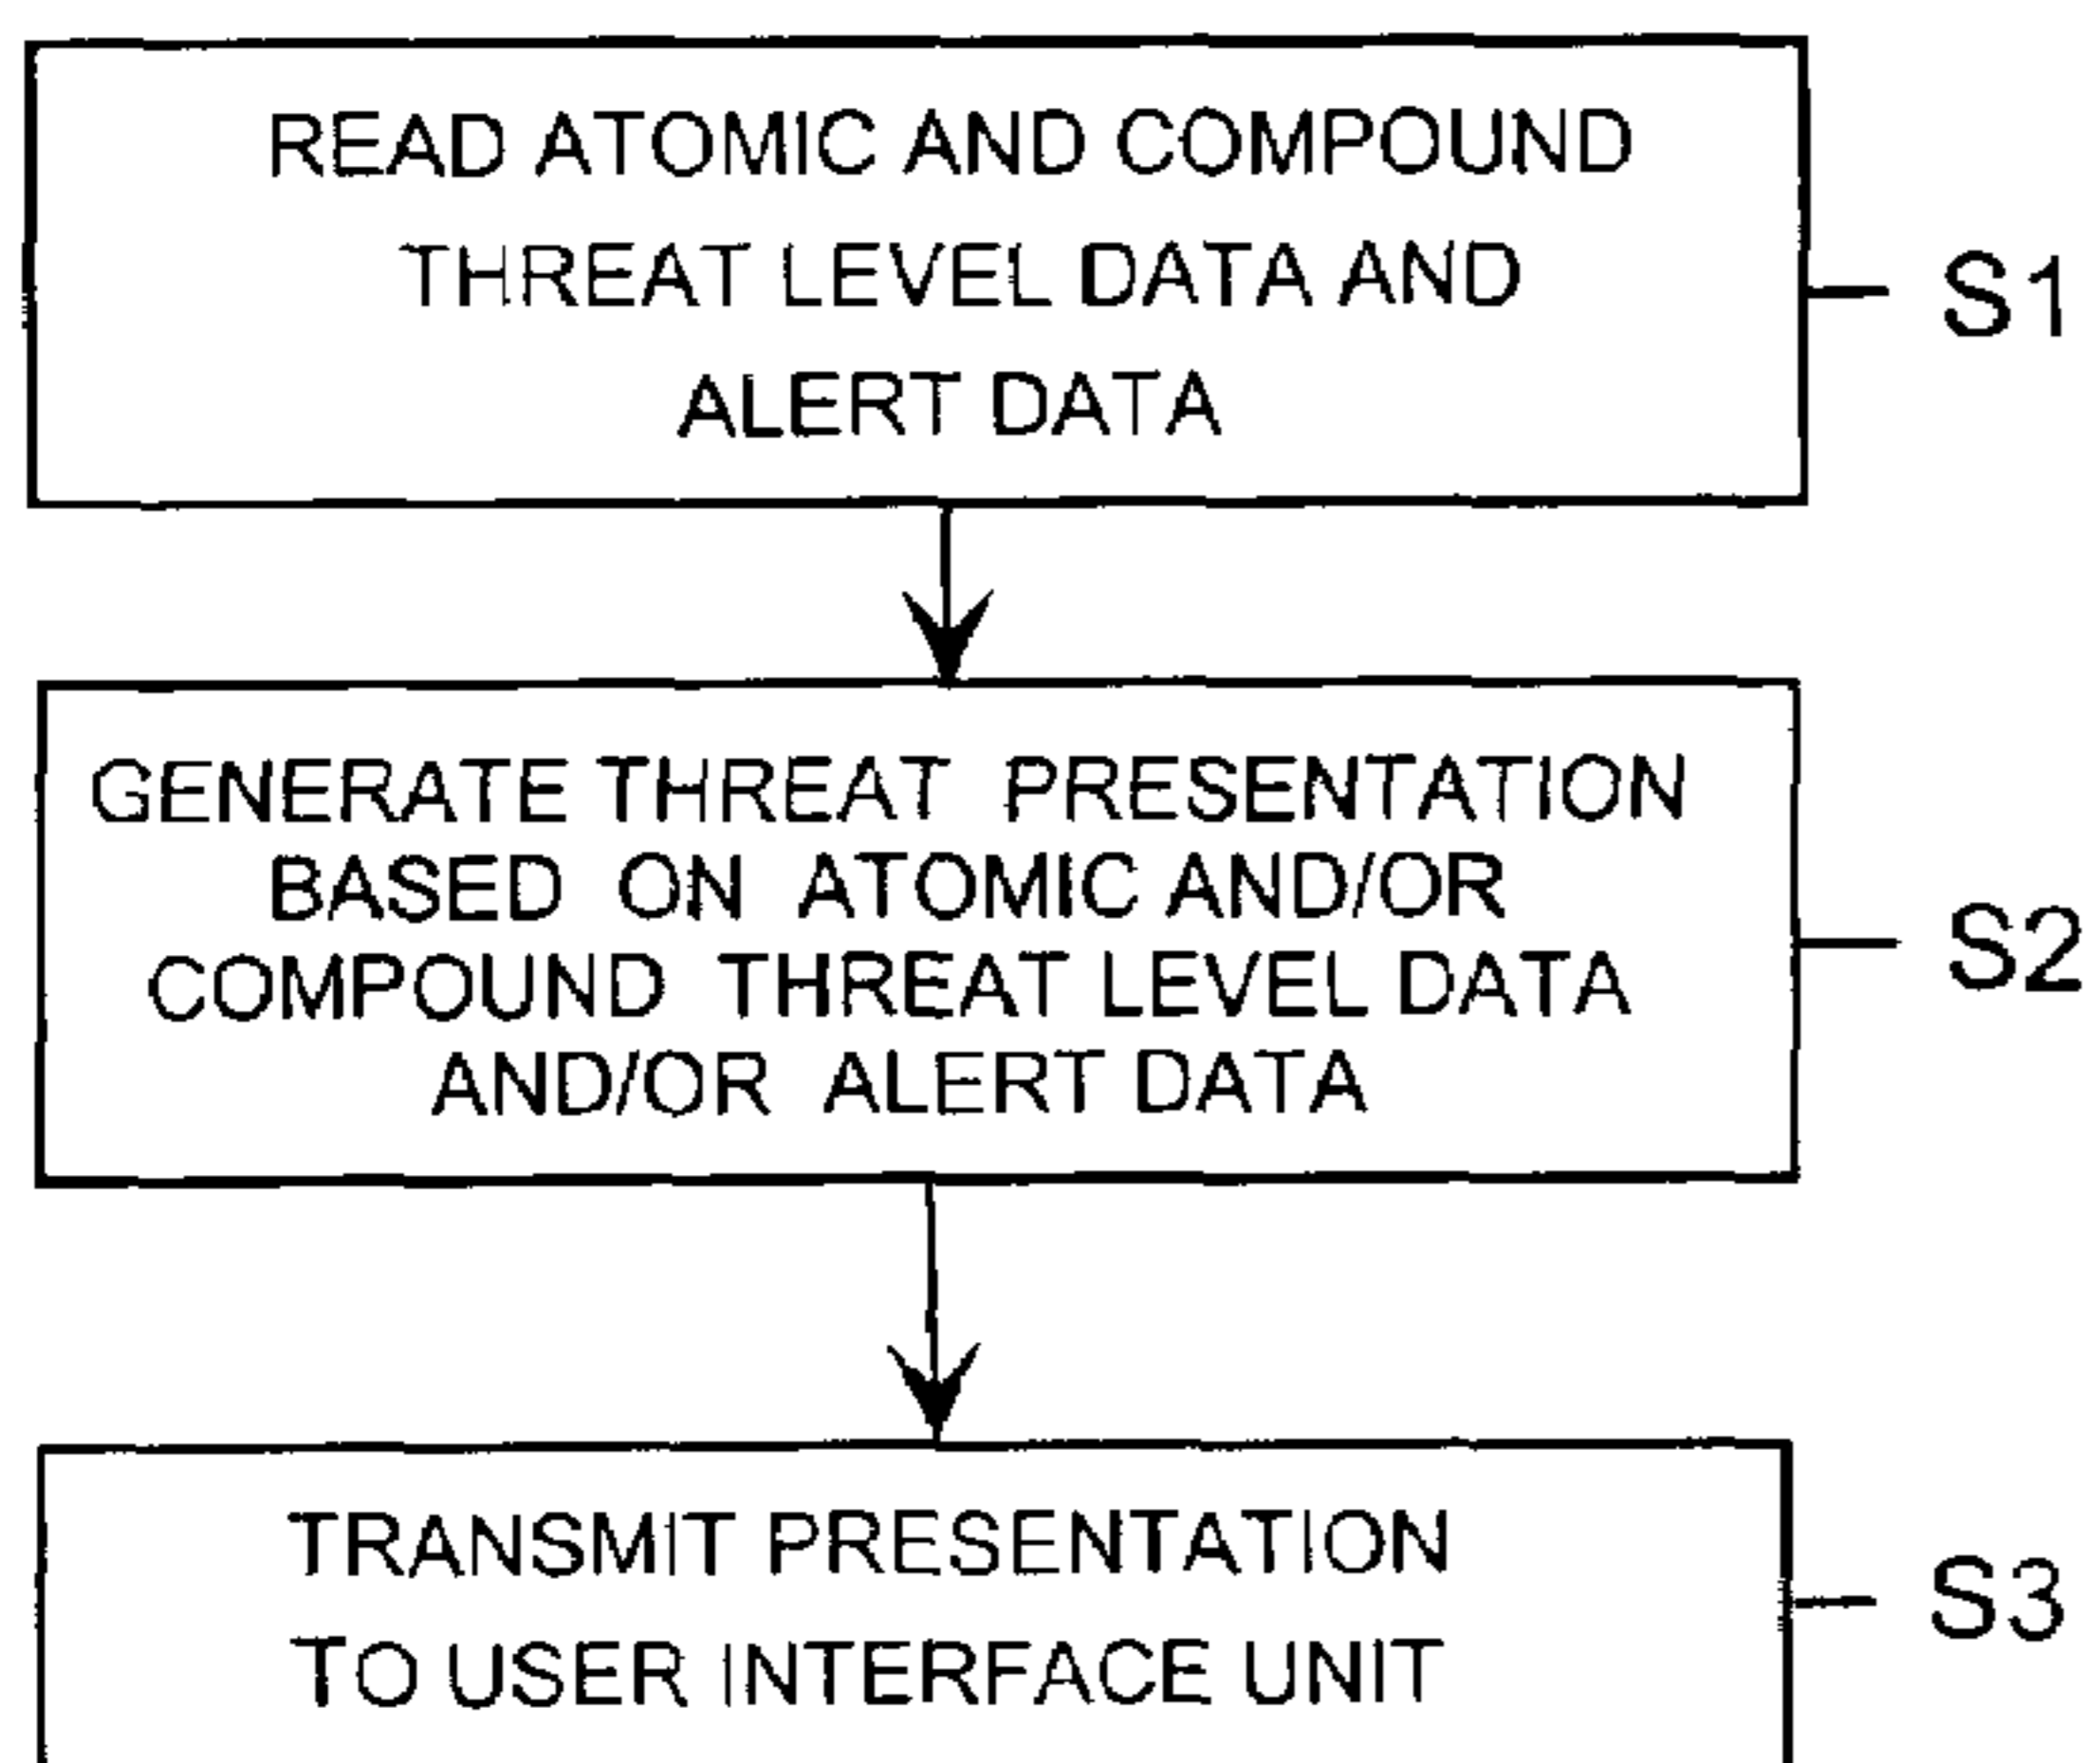 READ ATOMIC AND COMPOUND
THREAT LEVEL DATA AND
ALERT DATA
S1
GENERATE THREAT PRESENTATION
BASED ON ATOMIC AND/OR
COMPOUND THREAT LEVEL DATA
AND/OR ALERT DATA
S2
TRANSMIT PRESENTATION
TO USER INTERFACE UNIT
S3